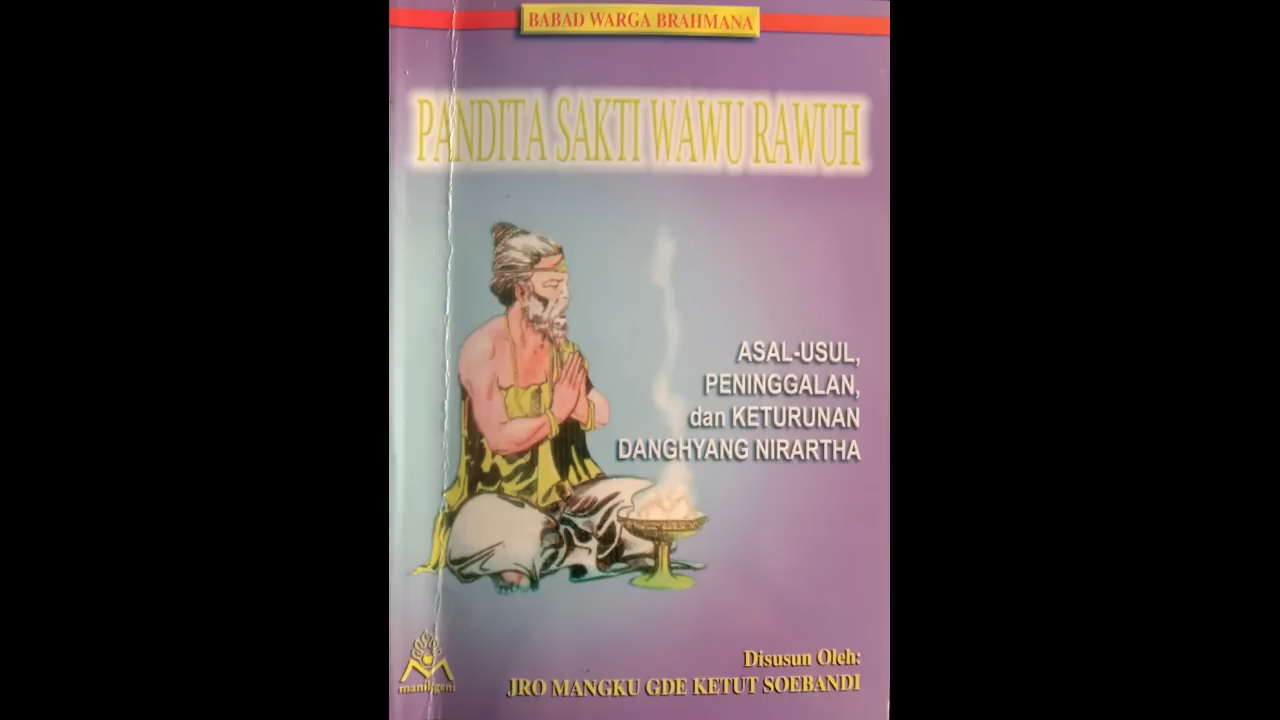 BABAD WARGA BRAHMANA
PANDITA SAKTI WAWU RAWUH
ASAL-USUL,
PENINGGALAN,
dan KETURUNAN
DANGHYANG NIRARTHA
Disusun Oleh:
JRO MANGKU GDE KETUT SOEBANDI
manikgeni